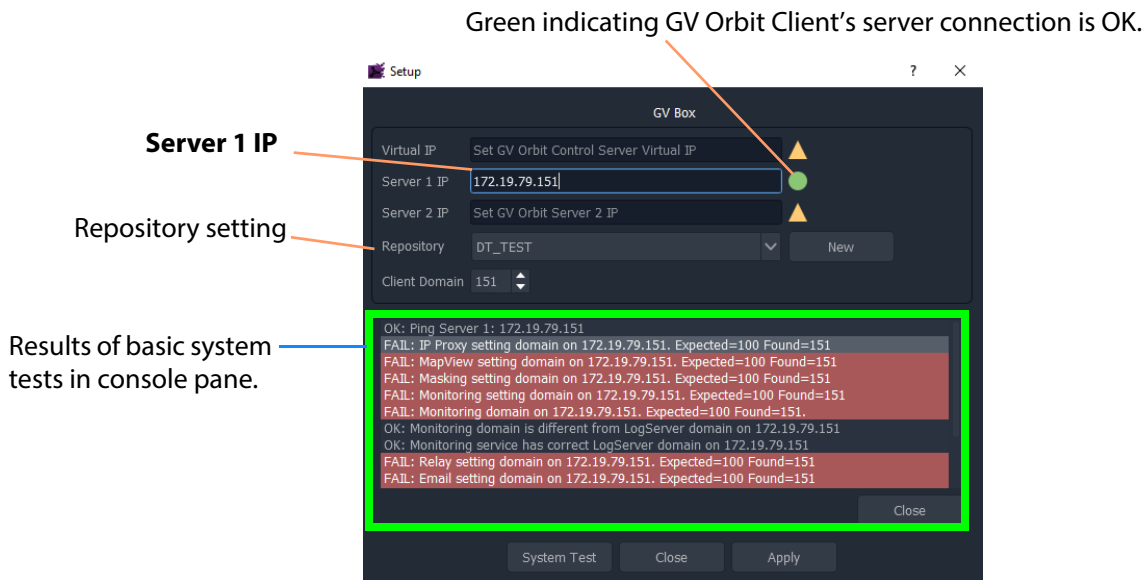 Green indicating GV Orbit Client's server connection is OK.
Setup ? ×
GV Box
Server 1 IP
Virtual IP Set GV Orbit Control Server Virtual IP
Server 1 IP 172.19.79.151
Server 2 IP Set GV Orbit Server 2 IP
Repository setting
Repository DT_TEST New
Client Domain 151
Results of basic system
tests in console pane.
OK: Ping Server 1: 172.19.79.151
FAIL: IP Proxy setting domain on 172.19.79.151. Expected=100 Found=151
FAIL: MapView setting domain on 172.19.79.151. Expected=100 Found=151
FAIL: Masking setting domain on 172.19.79.151. Expected=100 Found=151
FAIL: Monitoring setting domain on 172.19.79.151. Expected=100 Found=151
FAIL: Monitoring domain on 172.19.79.151. Expected=100 Found=151.
OK: Monitoring domain is different from LogServer domain on 172.19.79.151
OK: Monitoring service has correct LogServer domain on 172.19.79.151
FAIL: Relay setting domain on 172.19.79.151. Expected=100 Found=151
FAIL: Email setting domain on 172.19.79.151. Expected=100 Found=151
Close
System Test Close Apply